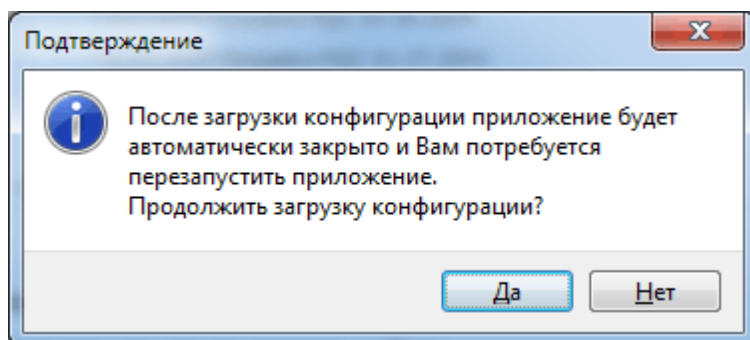 Подтверждение
После загрузки конфигурации приложение будет
автоматически закрыто и Вам потребуется
перезапустить приложение.
Продолжить загрузку конфигурации?
Да
Нет